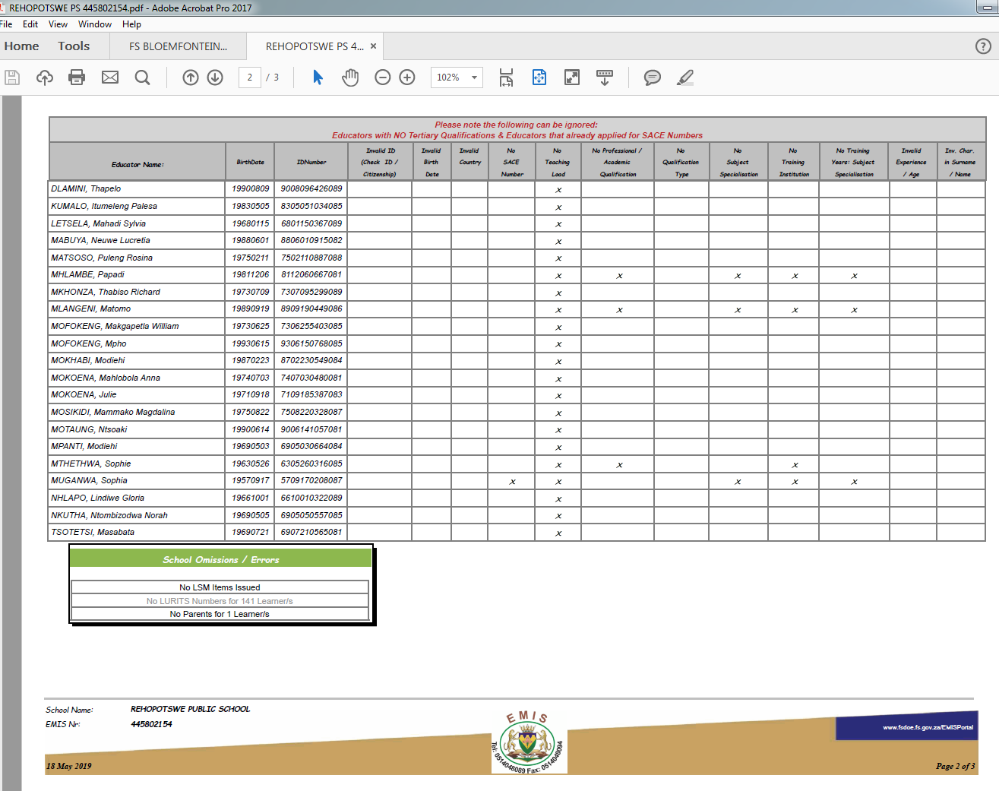 REHOPOTSWE PS 445802154.pdf - Adobe Acrobat Pro 2017
File Edit View Window Help
Home Tools FS BLOEMFONTEIN... REHOPOTSWE PS 4... ×
2 / 3 102%
Please note the following can be ignored:
Educators with NO Tertiary Qualifications & Educators that already applied for SACE Numbers
Educator Name: BirthDate IDNumber Invalid ID (Check ID / Citizenship) Invalid Birth Date Invalid Country No SACE Number No Teaching Load No Professional / Academic Qualification No Qualification Type No Subject Specialisation No Training Institution No Training Years: Subject Specialisation Invalid Experience / Age Inv. Char. in Surname / Name
DLAMINI, Thapelo 19900809 9008096426089 x
KUMALO, Itumeleng Palesa 19830505 8305051034085 x
LETSELA, Mahadi Sylvia 19680115 6801150367089 x
MABUYA, Neuwe Lucretia 19880601 8806010915082 x
MATSOSO, Puleng Rosina 19750211 7502110887088 x
MHLAMBE, Papadi 19811206 8112060667081 x x x x x
MKHONZA, Thabiso Richard 19730709 7307095299089 x
MLANGENI, Matomo 19890919 8909190449086 x x x x x
MOFOKENG, Makgapetla William 19730625 7306255403085 x
MOFOKENG, Mpho 19930615 9306150768085 x
MOKHABI, Modiehi 19870223 8702230549084 x
MOKOENA, Mahlobola Anna 19740703 7407030480081 x
MOKOENA, Julie 19710918 7109185387083 x
MOSIKIDI, Mammako Magdalina 19750822 7508220328087 x
MOTAUNG, Ntsoaki 19900614 9006141057081 x
MPANTI, Modiehi 19690503 6905030664084 x
MTHETHWA, Sophie 19630526 6305260316085 x x x
MUGANWA, Sophia 19570917 5709170208087 x x x x x
NHLAPO, Lindiwe Gloria 19661001 6610010322089 x
NKUTHA, Ntombizodwa Norah 19690505 6905050557085 x
TSOTETSI, Masabata 19690721 6907210565081 x
School Omissions / Errors
No LSM Items Issued
No LURITS Numbers for 141 Learner/s
No Parents for 1 Learner/s
School Name: REHOPOTSWE PUBLIC SCHOOL
EMIS Nr: 445802154
EMIS
Tel: 0514048089 Fax: 0514048094
www.fsdoe.fs.gov.za/EMISPortal
18 May 2019
Page 2 of 3